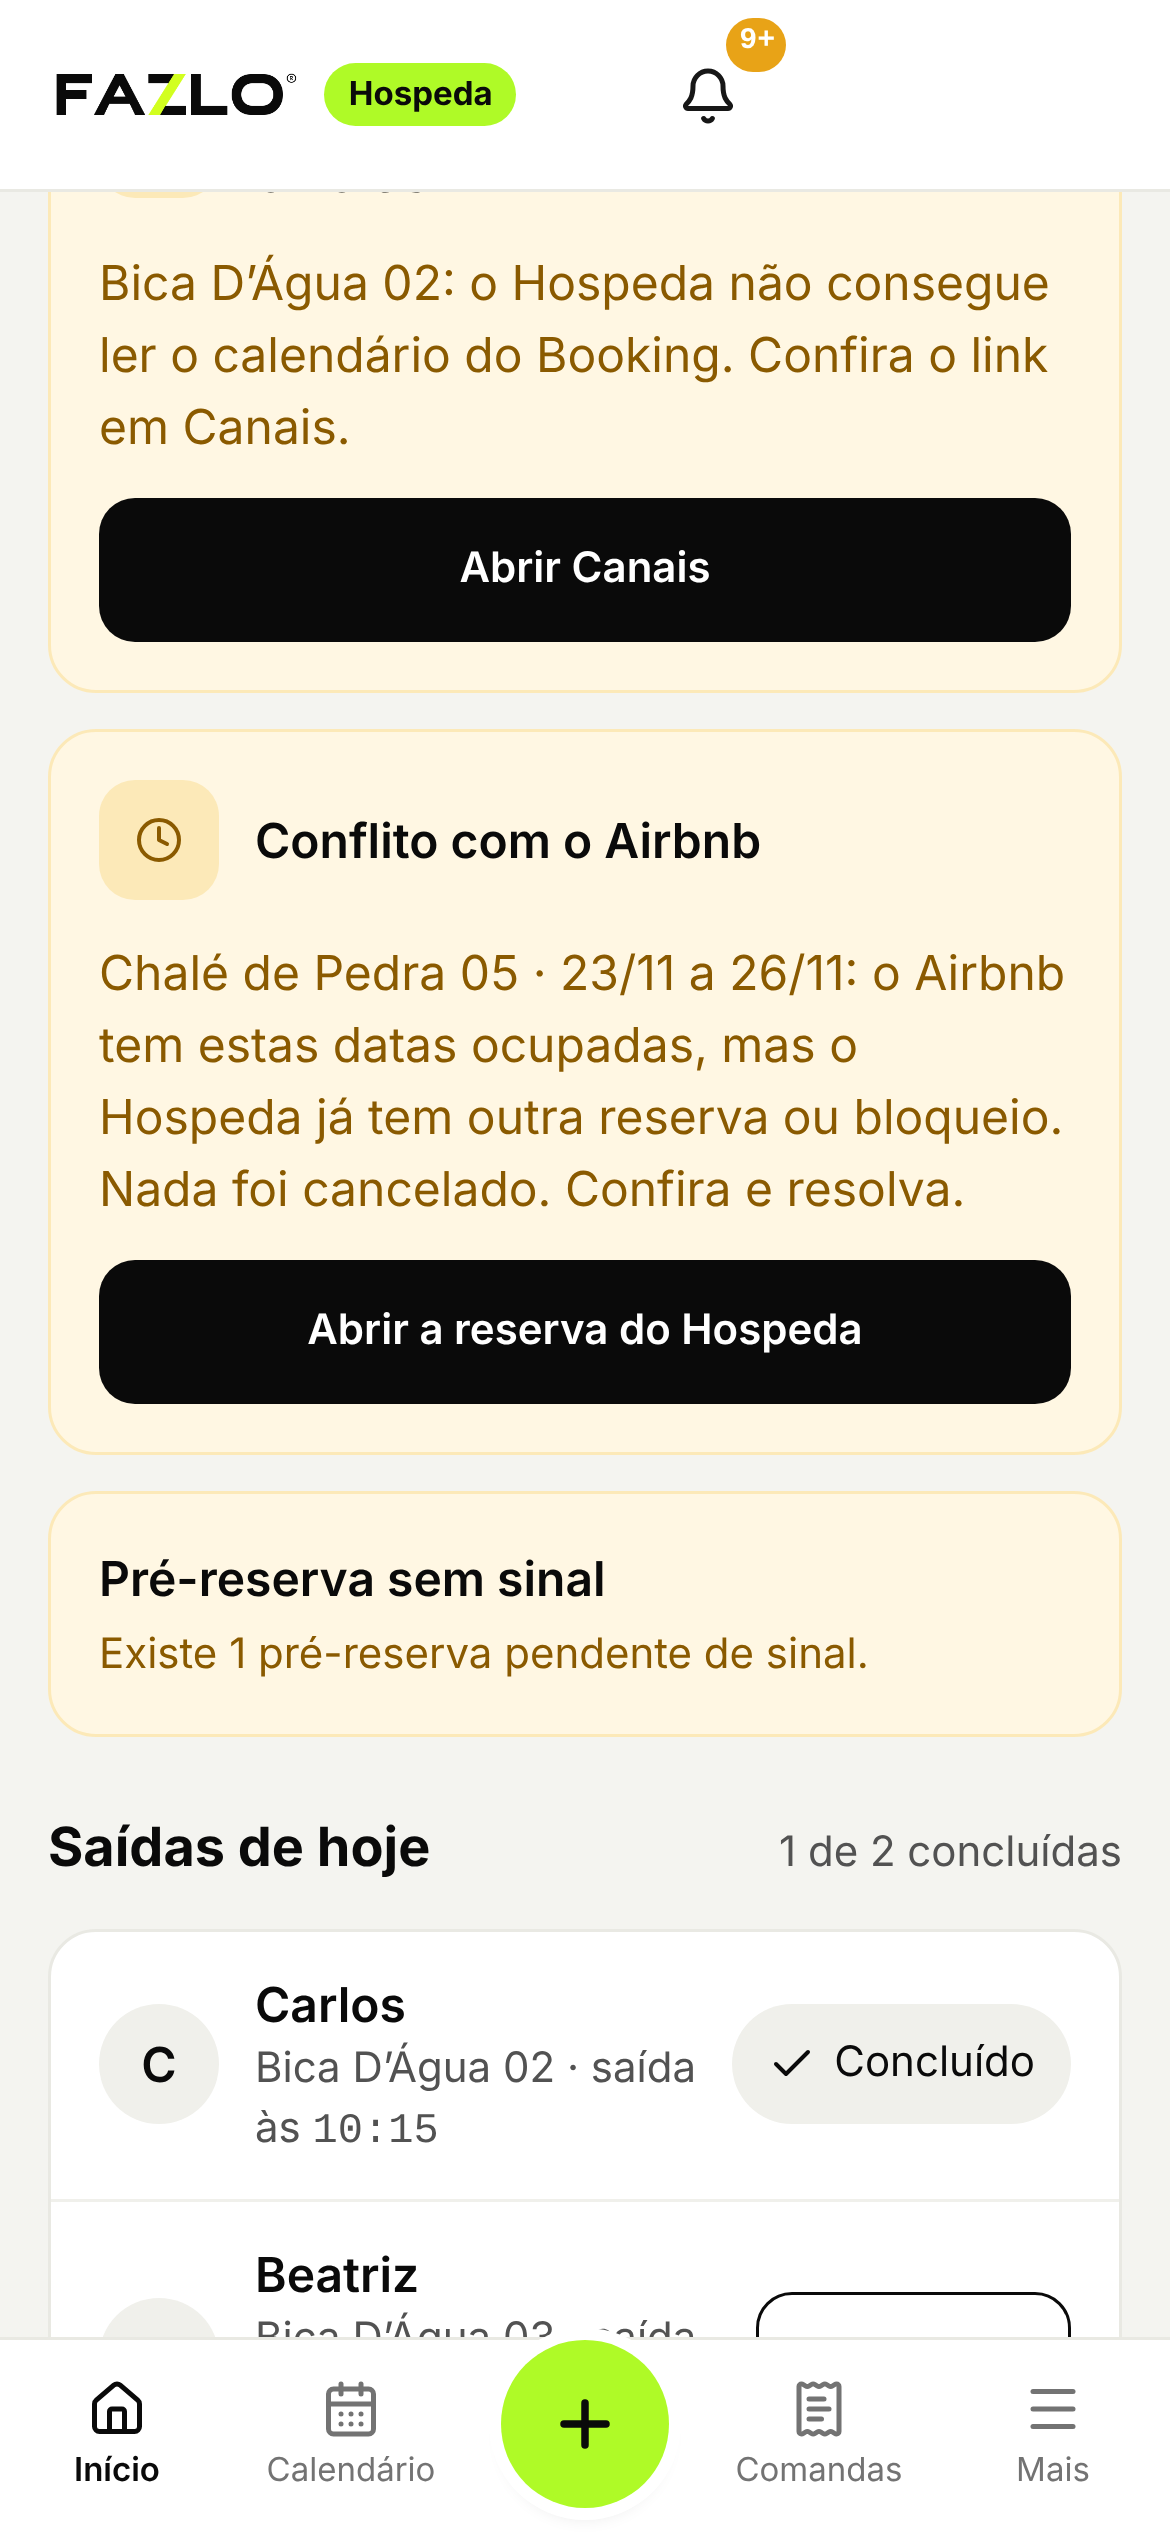 FAZLO®
Hospeda
9+
Bica D’Água 02: o Hospeda não consegue
ler o calendário do Booking. Confira o link
em Canais.
Abrir Canais
Conflito com o Airbnb
Chalé de Pedra 05 · 23/11 a 26/11: o Airbnb
tem estas datas ocupadas, mas o
Hospeda já tem outra reserva ou bloqueio.
Nada foi cancelado. Confira e resolva.
Abrir a reserva do Hospeda
Pré-reserva sem sinal
Existe 1 pré-reserva pendente de sinal.
Saídas de hoje
1 de 2 concluídas
C
Carlos
Bica D’Água 02 · saída
às 10:15
Concluído
Beatriz
Bica D’Água 03 · saída
Início
Calendário
Comandas
Mais